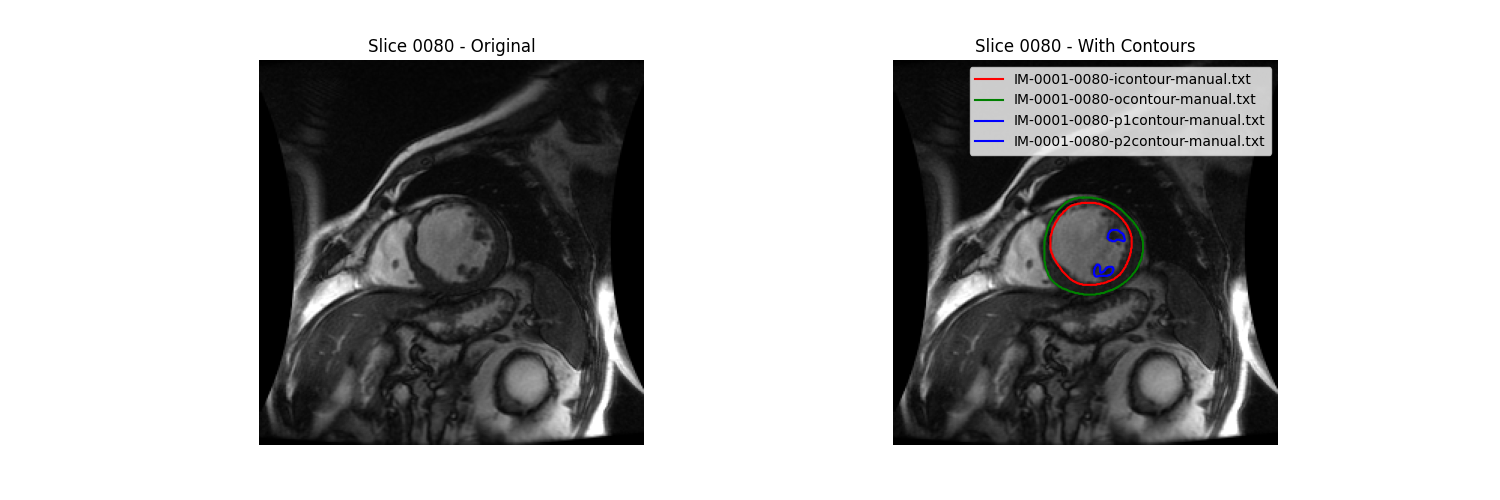 Slice 0080 - Original
Slice 0080 - With Contours
IM-0001-0080-icontour-manual.txt
IM-0001-0080-ocontour-manual.txt
IM-0001-0080-p1contour-manual.txt
IM-0001-0080-p2contour-manual.txt